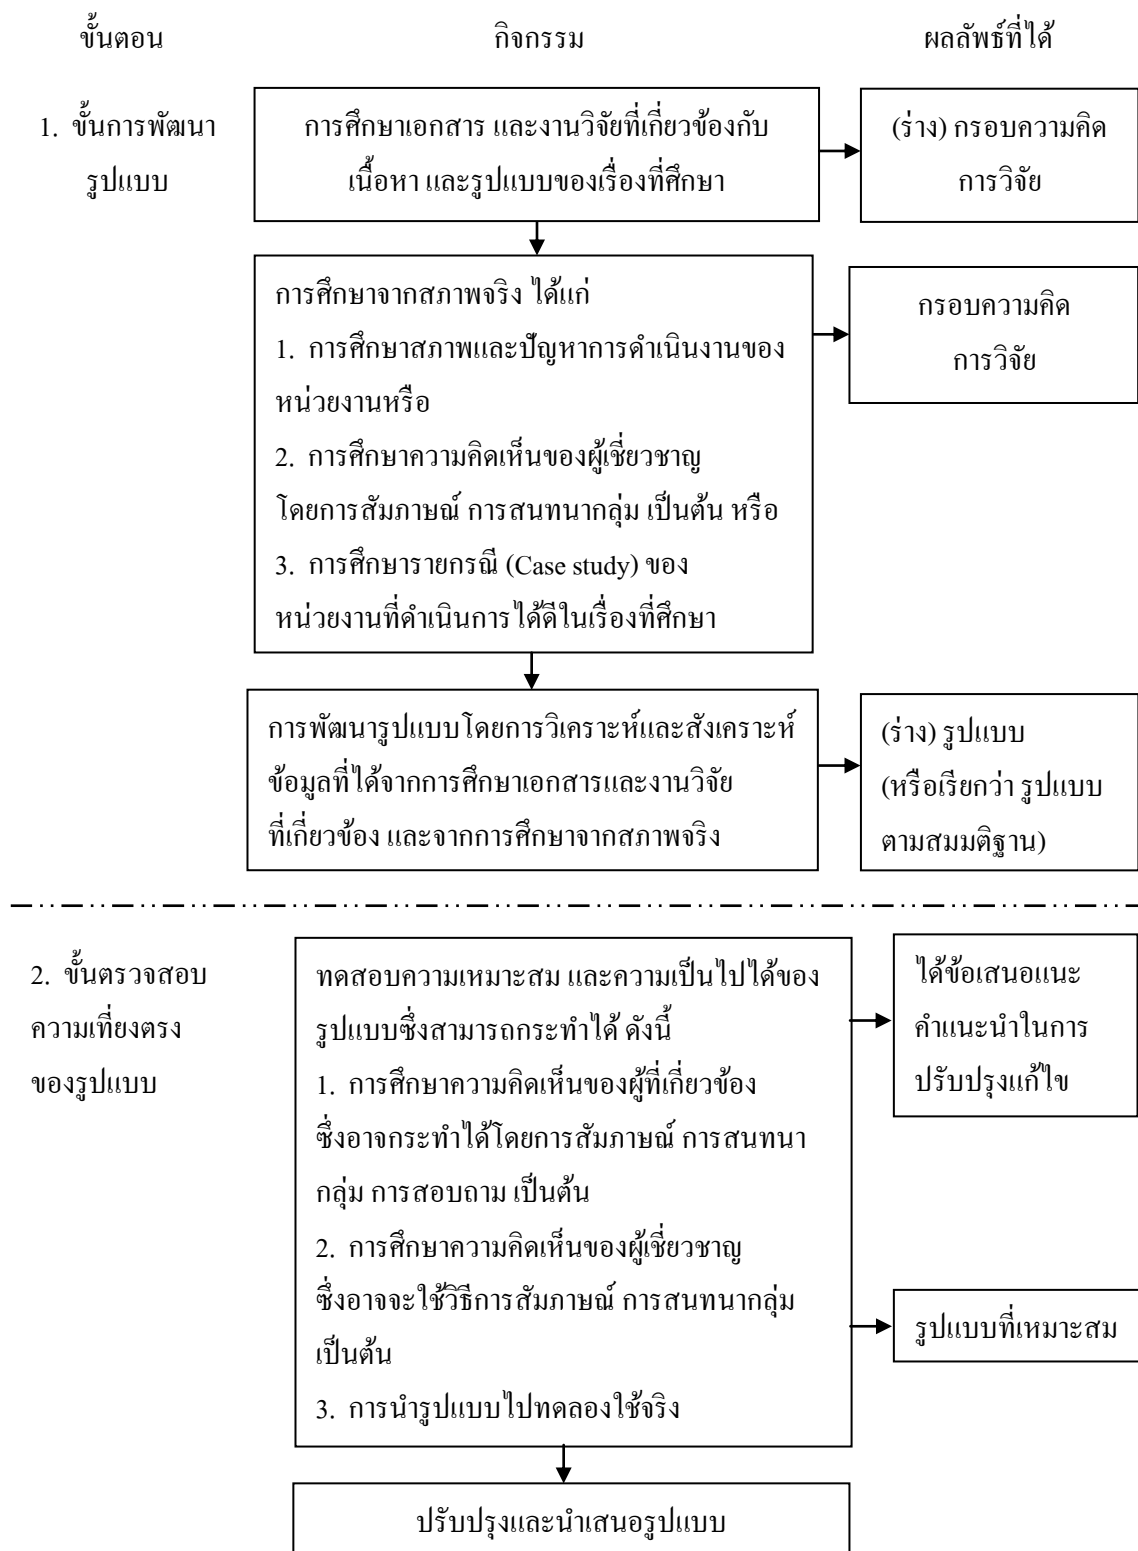 ขั้นตอน
กิจกรรม
ผลลัพธ์ที่ได้
1. ขั้นการพัฒนา
รูปแบบ
การศึกษาเอกสาร และงานวิจัยที่เกี่ยวข้องกับ
เนื้อหา และรูปแบบของเรื่องที่ศึกษา
(ร่าง) กรอบความคิด
การวิจัย
การศึกษาจากสภาพจริง ได้แก่
1. การศึกษาสภาพและปัญหาการดำเนินงานของ
หน่วยงานหรือ
2. การศึกษาความคิดเห็นของผู้เชี่ยวชาญ
โดยการสัมภาษณ์ การสนทนากลุ่ม เป็นต้น หรือ
3. การศึกษารายกรณี (Case study) ของ
หน่วยงานที่ดำเนินการได้ดีในเรื่องที่ศึกษา
กรอบความคิด
การวิจัย
การพัฒนารูปแบบโดยการวิเคราะห์และสังเคราะห์
ข้อมูลที่ได้จากการศึกษาเอกสารและงานวิจัย
ที่เกี่ยวข้อง และจากการศึกษาจากสภาพจริง
(ร่าง) รูปแบบ
(หรือเรียกว่า รูปแบบ
ตามสมมติฐาน)
2. ขั้นตรวจสอบ
ความเที่ยงตรง
ของรูปแบบ
ทดสอบความเหมาะสม และความเป็นไปได้ของ
รูปแบบซึ่งสามารถกระทำได้ ดังนี้
1. การศึกษาความคิดเห็นของผู้ที่เกี่ยวข้อง
ซึ่งอาจกระทำได้โดยการสัมภาษณ์ การสนทนา
กลุ่ม การสอบถาม เป็นต้น
2. การศึกษาความคิดเห็นของผู้เชี่ยวชาญ
ซึ่งอาจจะใช้วิธีการสัมภาษณ์ การสนทนากลุ่ม
เป็นต้น
3. การนำรูปแบบไปทดลองใช้จริง
ได้ข้อเสนอแนะ
คำแนะนำในการ
ปรับปรุงแก้ไข
รูปแบบที่เหมาะสม
ปรับปรุงและนำเสนอรูปแบบ